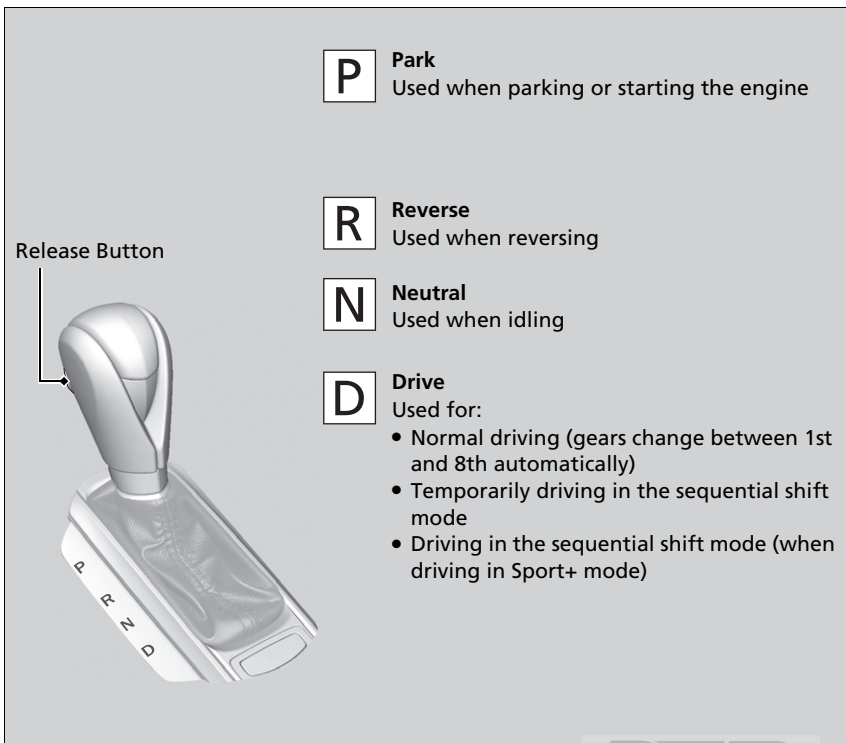 P
Park
Used when parking or starting the engine
R
Reverse
Used when reversing
Release Button
N
Neutral
Used when idling
D
Drive
Used for:
• Normal driving (gears change between 1st
and 8th automatically)
• Temporarily driving in the sequential shift
mode
• Driving in the sequential shift mode (when
driving in Sport+ mode)
P
R
N
D